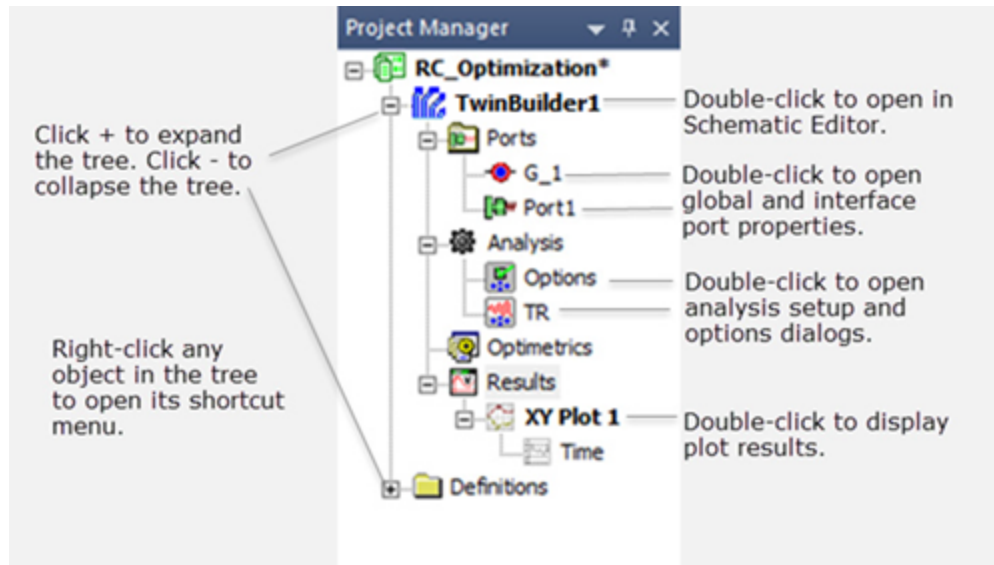 Project Manager
RC_Optimization*
TwinBuilder1
Ports
G_1
Port1
Analysis
Options
TR
Optimetrics
Results
XY Plot 1
Time
Definitions
Click + to expand
the tree. Click - to
collapse the tree.
Right-click any
object in the tree
to open its shortcut
menu.
Double-click to open in
Schematic Editor.
Double-click to open
global and interface
port properties.
Double-click to open
analysis setup and
options dialogs.
Double-click to display
plot results.